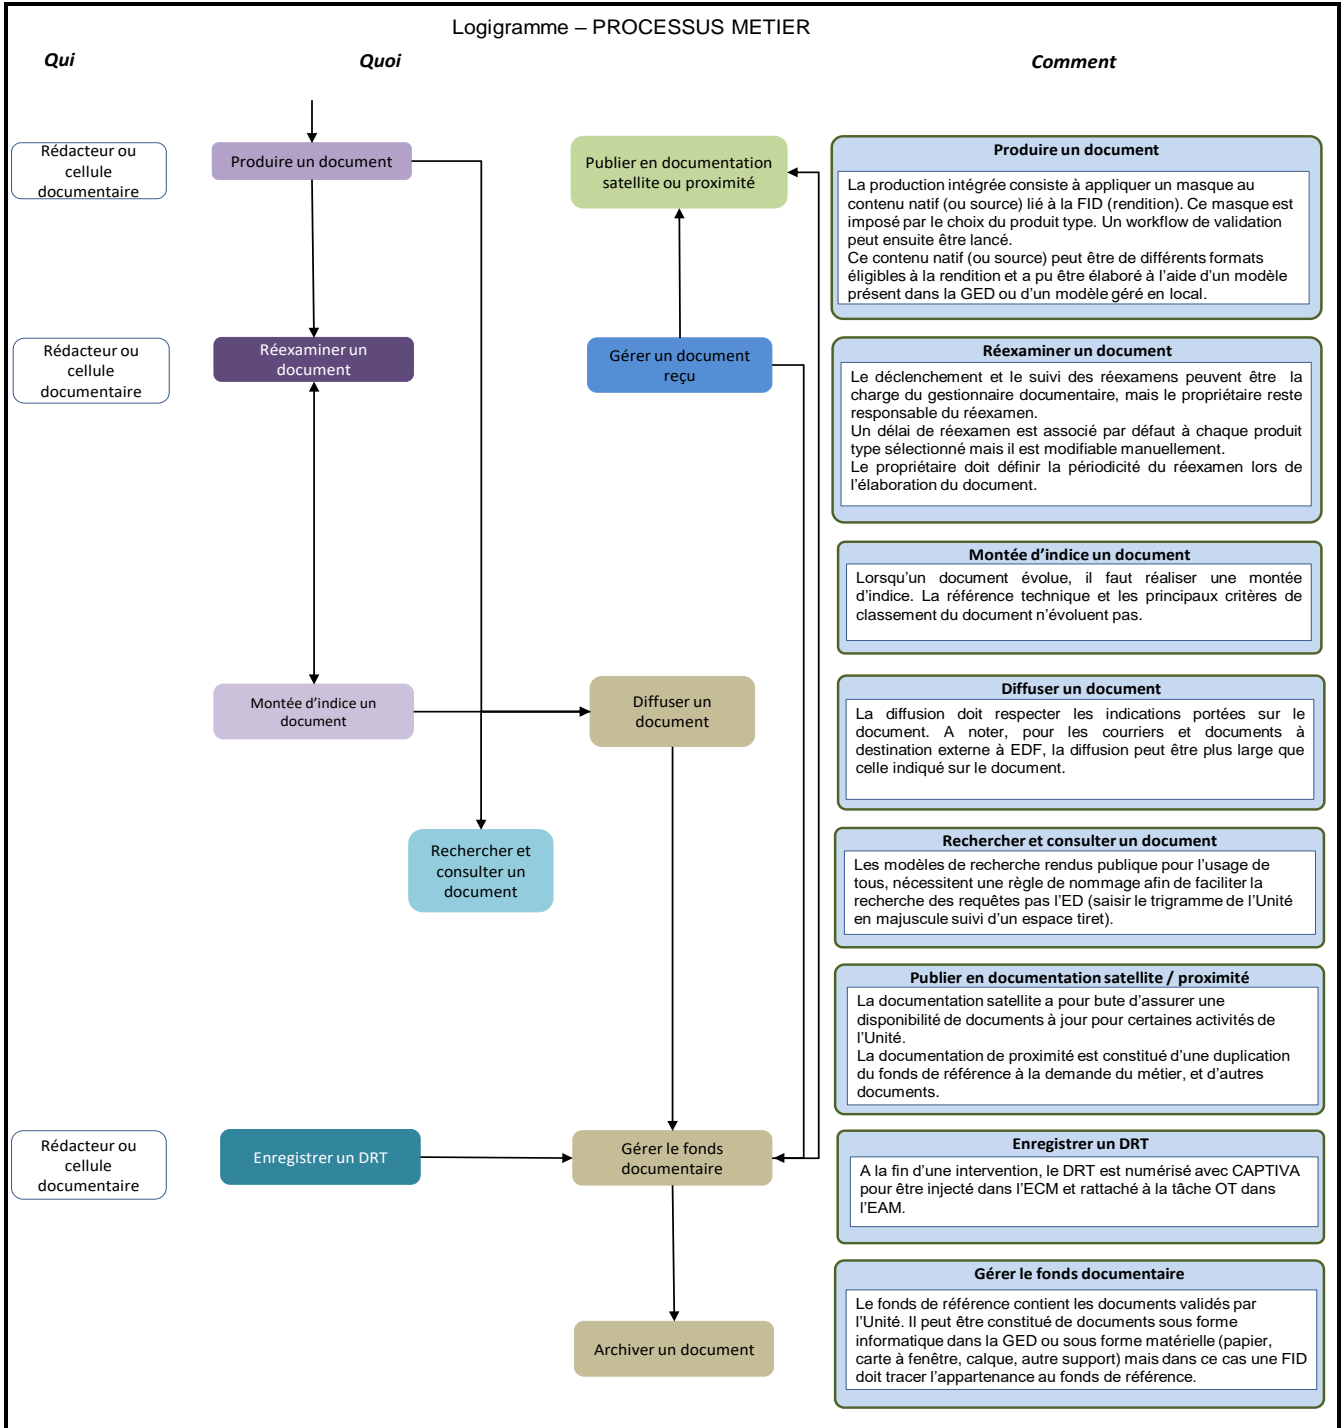 Logigramme – PROCESSUS METIER
Qui
Quoi
Comment
Rédacteur ou
cellule
documentaire
Produire un document
Publier en documentation
satellite ou proximité
Produire un document
La production intégrée consiste à appliquer un masque au
contenu natif (ou source) lié à la FID (rendition). Ce masque est
imposé par le choix du produit type. Un workflow de validation
peut ensuite être lancé.
Ce contenu natif (ou source) peut être de différents formats
éligibles à la rendition et a pu être élaboré à l’aide d’un modèle
présent dans la GED ou d’un modèle géré en local.
Rédacteur ou
cellule
documentaire
Réexaminer un
document
Gérer un document
reçu
Réexaminer un document
Le déclenchement et le suivi des réexamens peuvent être la
charge du gestionnaire documentaire, mais le propriétaire reste
responsable du réexamen.
Un délai de réexamen est associé par défaut à chaque produit
type sélectionné mais il est modifiable manuellement.
Le propriétaire doit définir la périodicité du réexamen lors de
l’élaboration du document.
Montée d’indice un document
Lorsqu’un document évolue, il faut réaliser une montée
d’indice. La référence technique et les principaux critères de
classement du document n’évoluent pas.
Montée d’indice un
document
Diffuser un
document
Diffuser un document
La diffusion doit respecter les indications portées sur le
document. A noter, pour les courriers et documents à
destination externe à EDF, la diffusion peut être plus large que
celle indiqué sur le document.
Rechercher et
consulter un
document
Rechercher et consulter un document
Les modèles de recherche rendus publique pour l’usage de
tous, nécessitent une règle de nommage afin de faciliter la
recherche des requêtes pas l’ED (saisir le trigramme de l’Unité
en majuscule suivi d’un espace tiret).
Publier en documentation satellite / proximité
La documentation satellite a pour bute d’assurer une
disponibilité de documents à jour pour certaines activités de
l’Unité.
La documentation de proximité est constitué d’une duplication
du fonds de référence à la demande du métier, et d’autres
documents.
Rédacteur ou
cellule
documentaire
Enregistrer un DRT
Gérer le fonds
documentaire
Enregistrer un DRT
A la fin d’une intervention, le DRT est numérisé avec CAPTIVA
pour être injecté dans l’ECM et rattaché à la tâche OT dans
l’EAM.
Archiver un document
Gérer le fonds documentaire
Le fonds de référence contient les documents validés par
l’Unité. Il peut être constitué de documents sous forme
informatique dans la GED ou sous forme matérielle (papier,
carte à fenêtre, calque, autre support) mais dans ce cas une FID
doit tracer l’appartenance au fonds de référence.